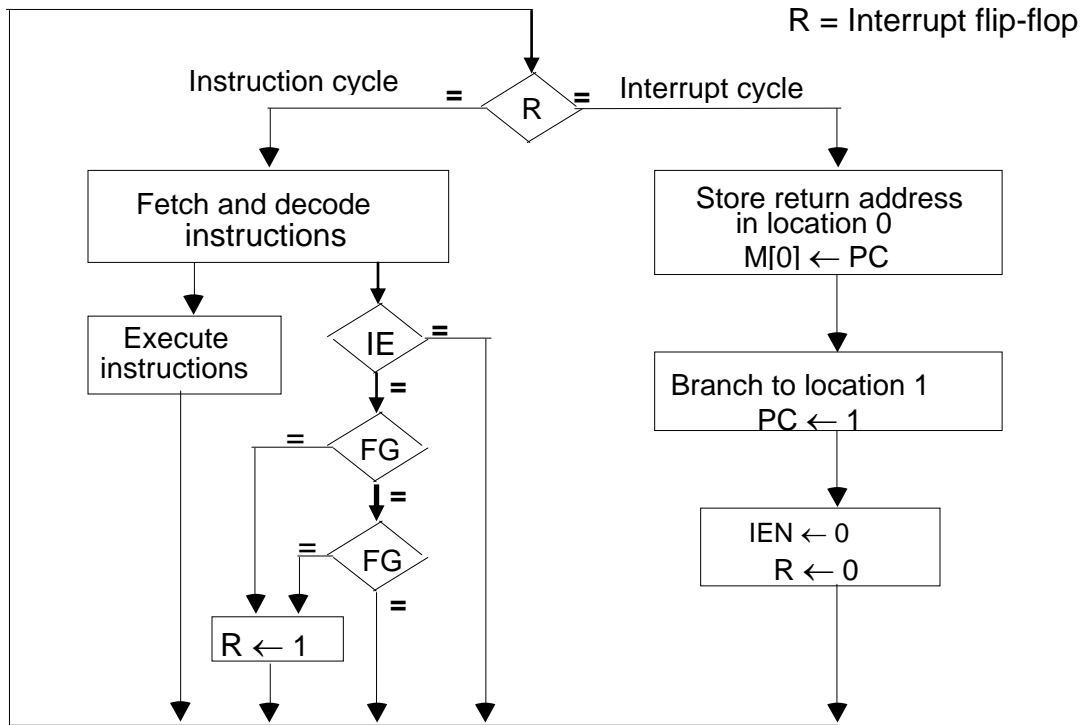 R = Interrupt flip-flop
Instruction cycle
=
R
=
Interrupt cycle
Fetch and decode
instructions
Store return address
in location 0
M[0] ← PC
Execute
instructions
IE
=
=
Branch to location 1
PC ← 1
=
FG
=
=
FG
=
IEN ← 0
R ← 0
R ← 1